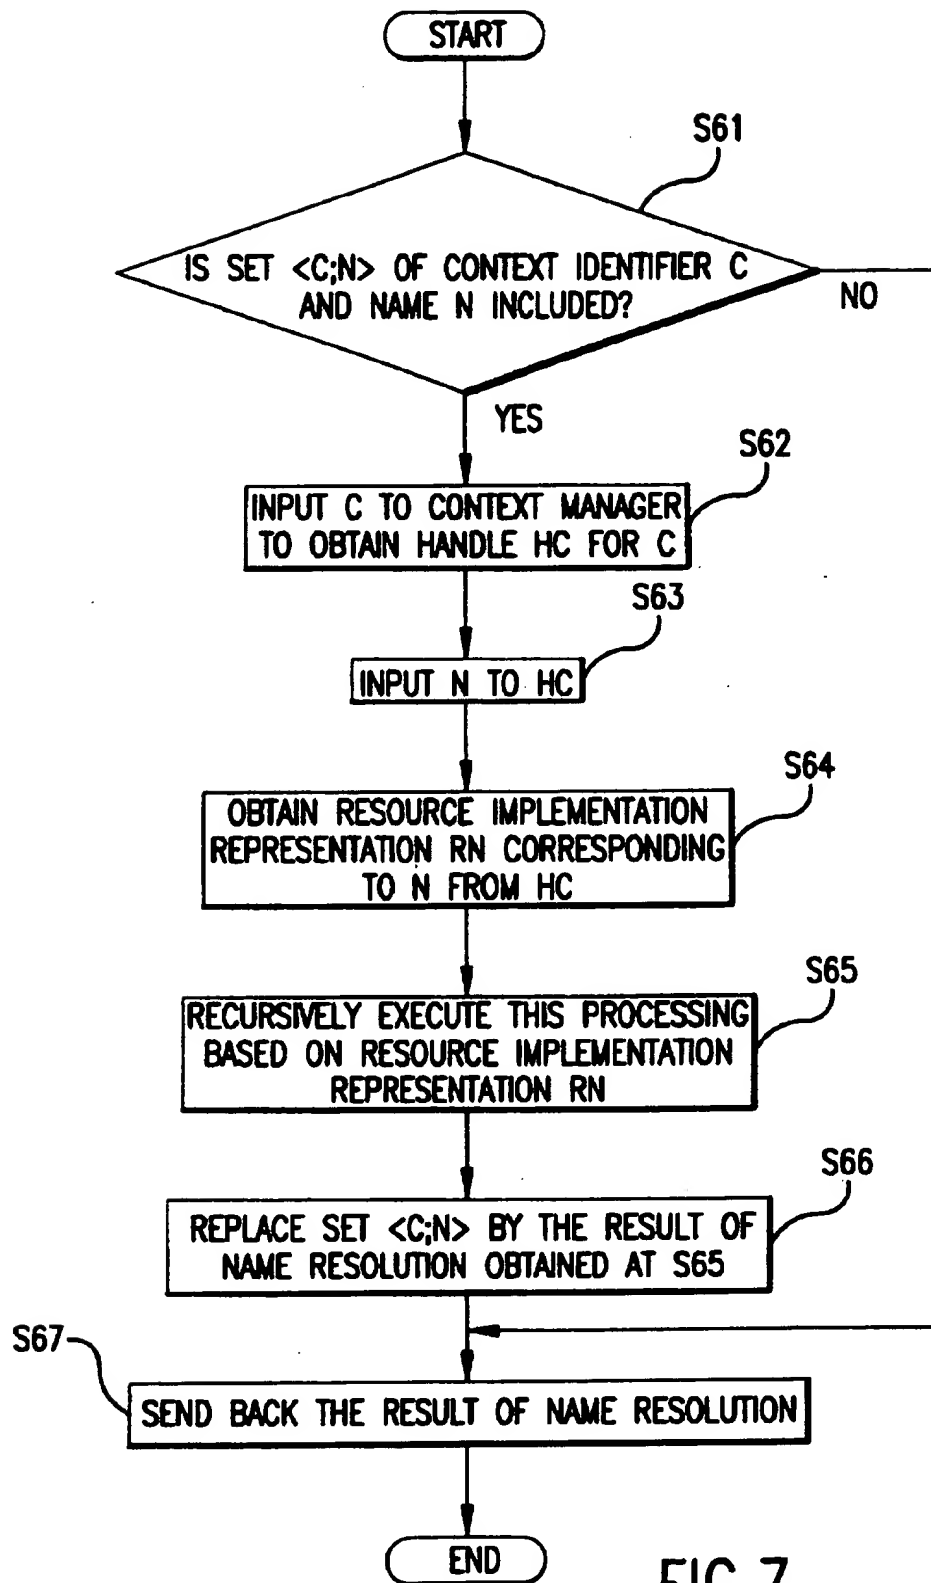 START
S61
IS SET <C;N> OF CONTEXT IDENTIFIER C
AND NAME N INCLUDED?
NO
YES
S62
INPUT C TO CONTEXT MANAGER
TO OBTAIN HANDLE HC FOR C
S63
INPUT N TO HC
S64
OBTAIN RESOURCE IMPLEMENTATION
REPRESENTATION RN CORRESPONDING
TO N FROM HC
S65
RECURSIVELY EXECUTE THIS PROCESSING
BASED ON RESOURCE IMPLEMENTATION
REPRESENTATION RN
S66
REPLACE SET <C;N> BY THE RESULT OF
NAME RESOLUTION OBTAINED AT S65
S67
SEND BACK THE RESULT OF NAME RESOLUTION
END
FIG. 7